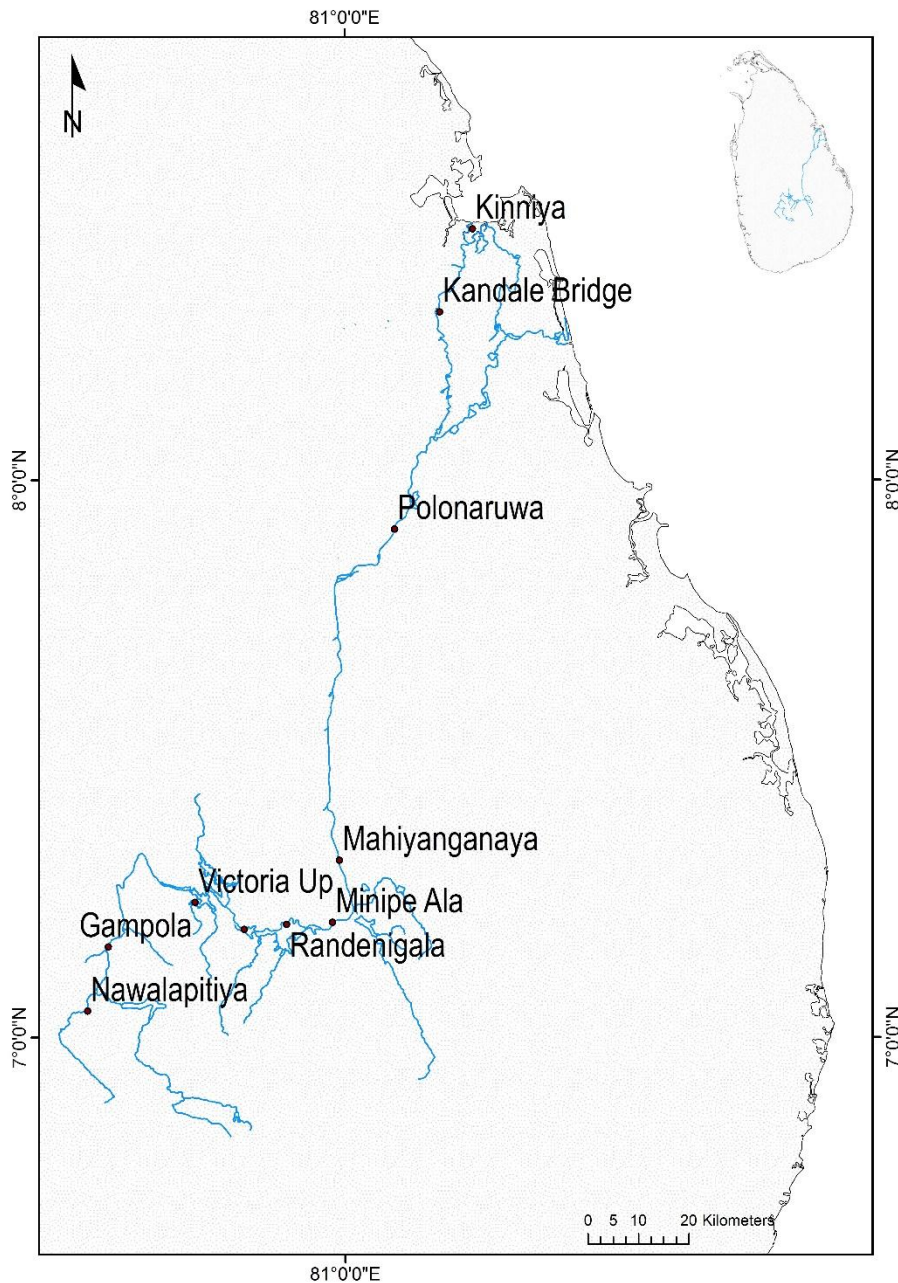 81°0'0"E
N
Kinniya
Kandale Bridge
8°0'0"N
8°0'0"N
Polonaruwa
Mahiyanganaya
Victoria Up
Minipe Ala
Gampola
Randenigala
Nawalapitiya
7°0'0"N
7°0'0"N
0 5 10 20 Kilometers
81°0'0"E